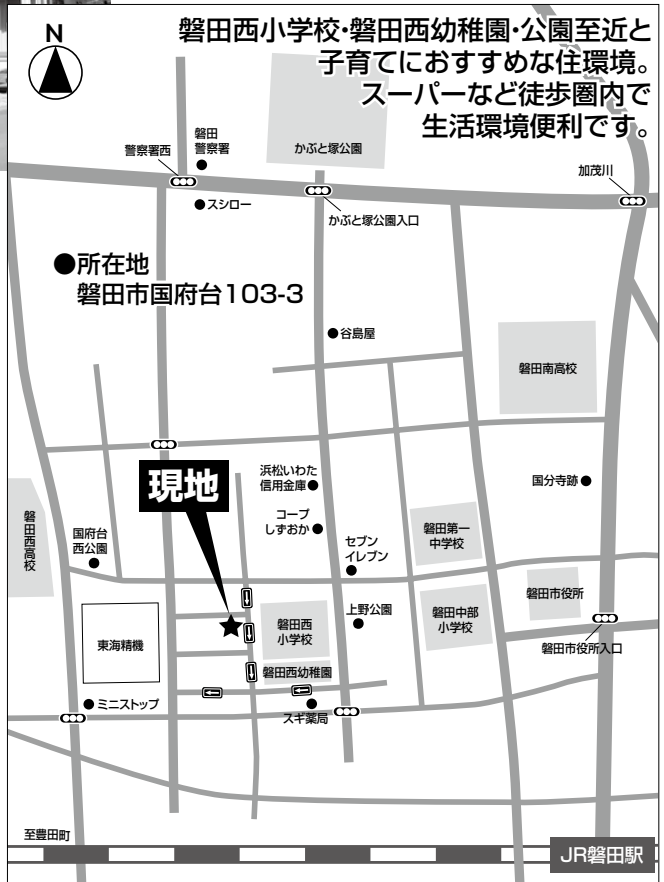 磐田西小学校・磐田西幼稚園・公園至近と
子育てにおすすめな住環境。
スーパーなど徒歩圏内で
生活環境便利です。
N
かぶと塚公園
磐田
警察署
警察署西
加茂川
スシロー
かぶと塚公園入口
●所在地
磐田市国府台103-3
谷島屋
磐田南高校
現地
浜松いわた
信用金庫
国分寺跡
コープ
しずおか
磐田西高校
国府台
西公園
セブン
イレブン
磐田第一
中学校
磐田市役所
磐田西
小学校
上野公園
磐田中部
小学校
東海精機
磐田市役所入口
磐田西幼稚園
ミニストップ
スギ薬局
至豊田町
JR磐田駅